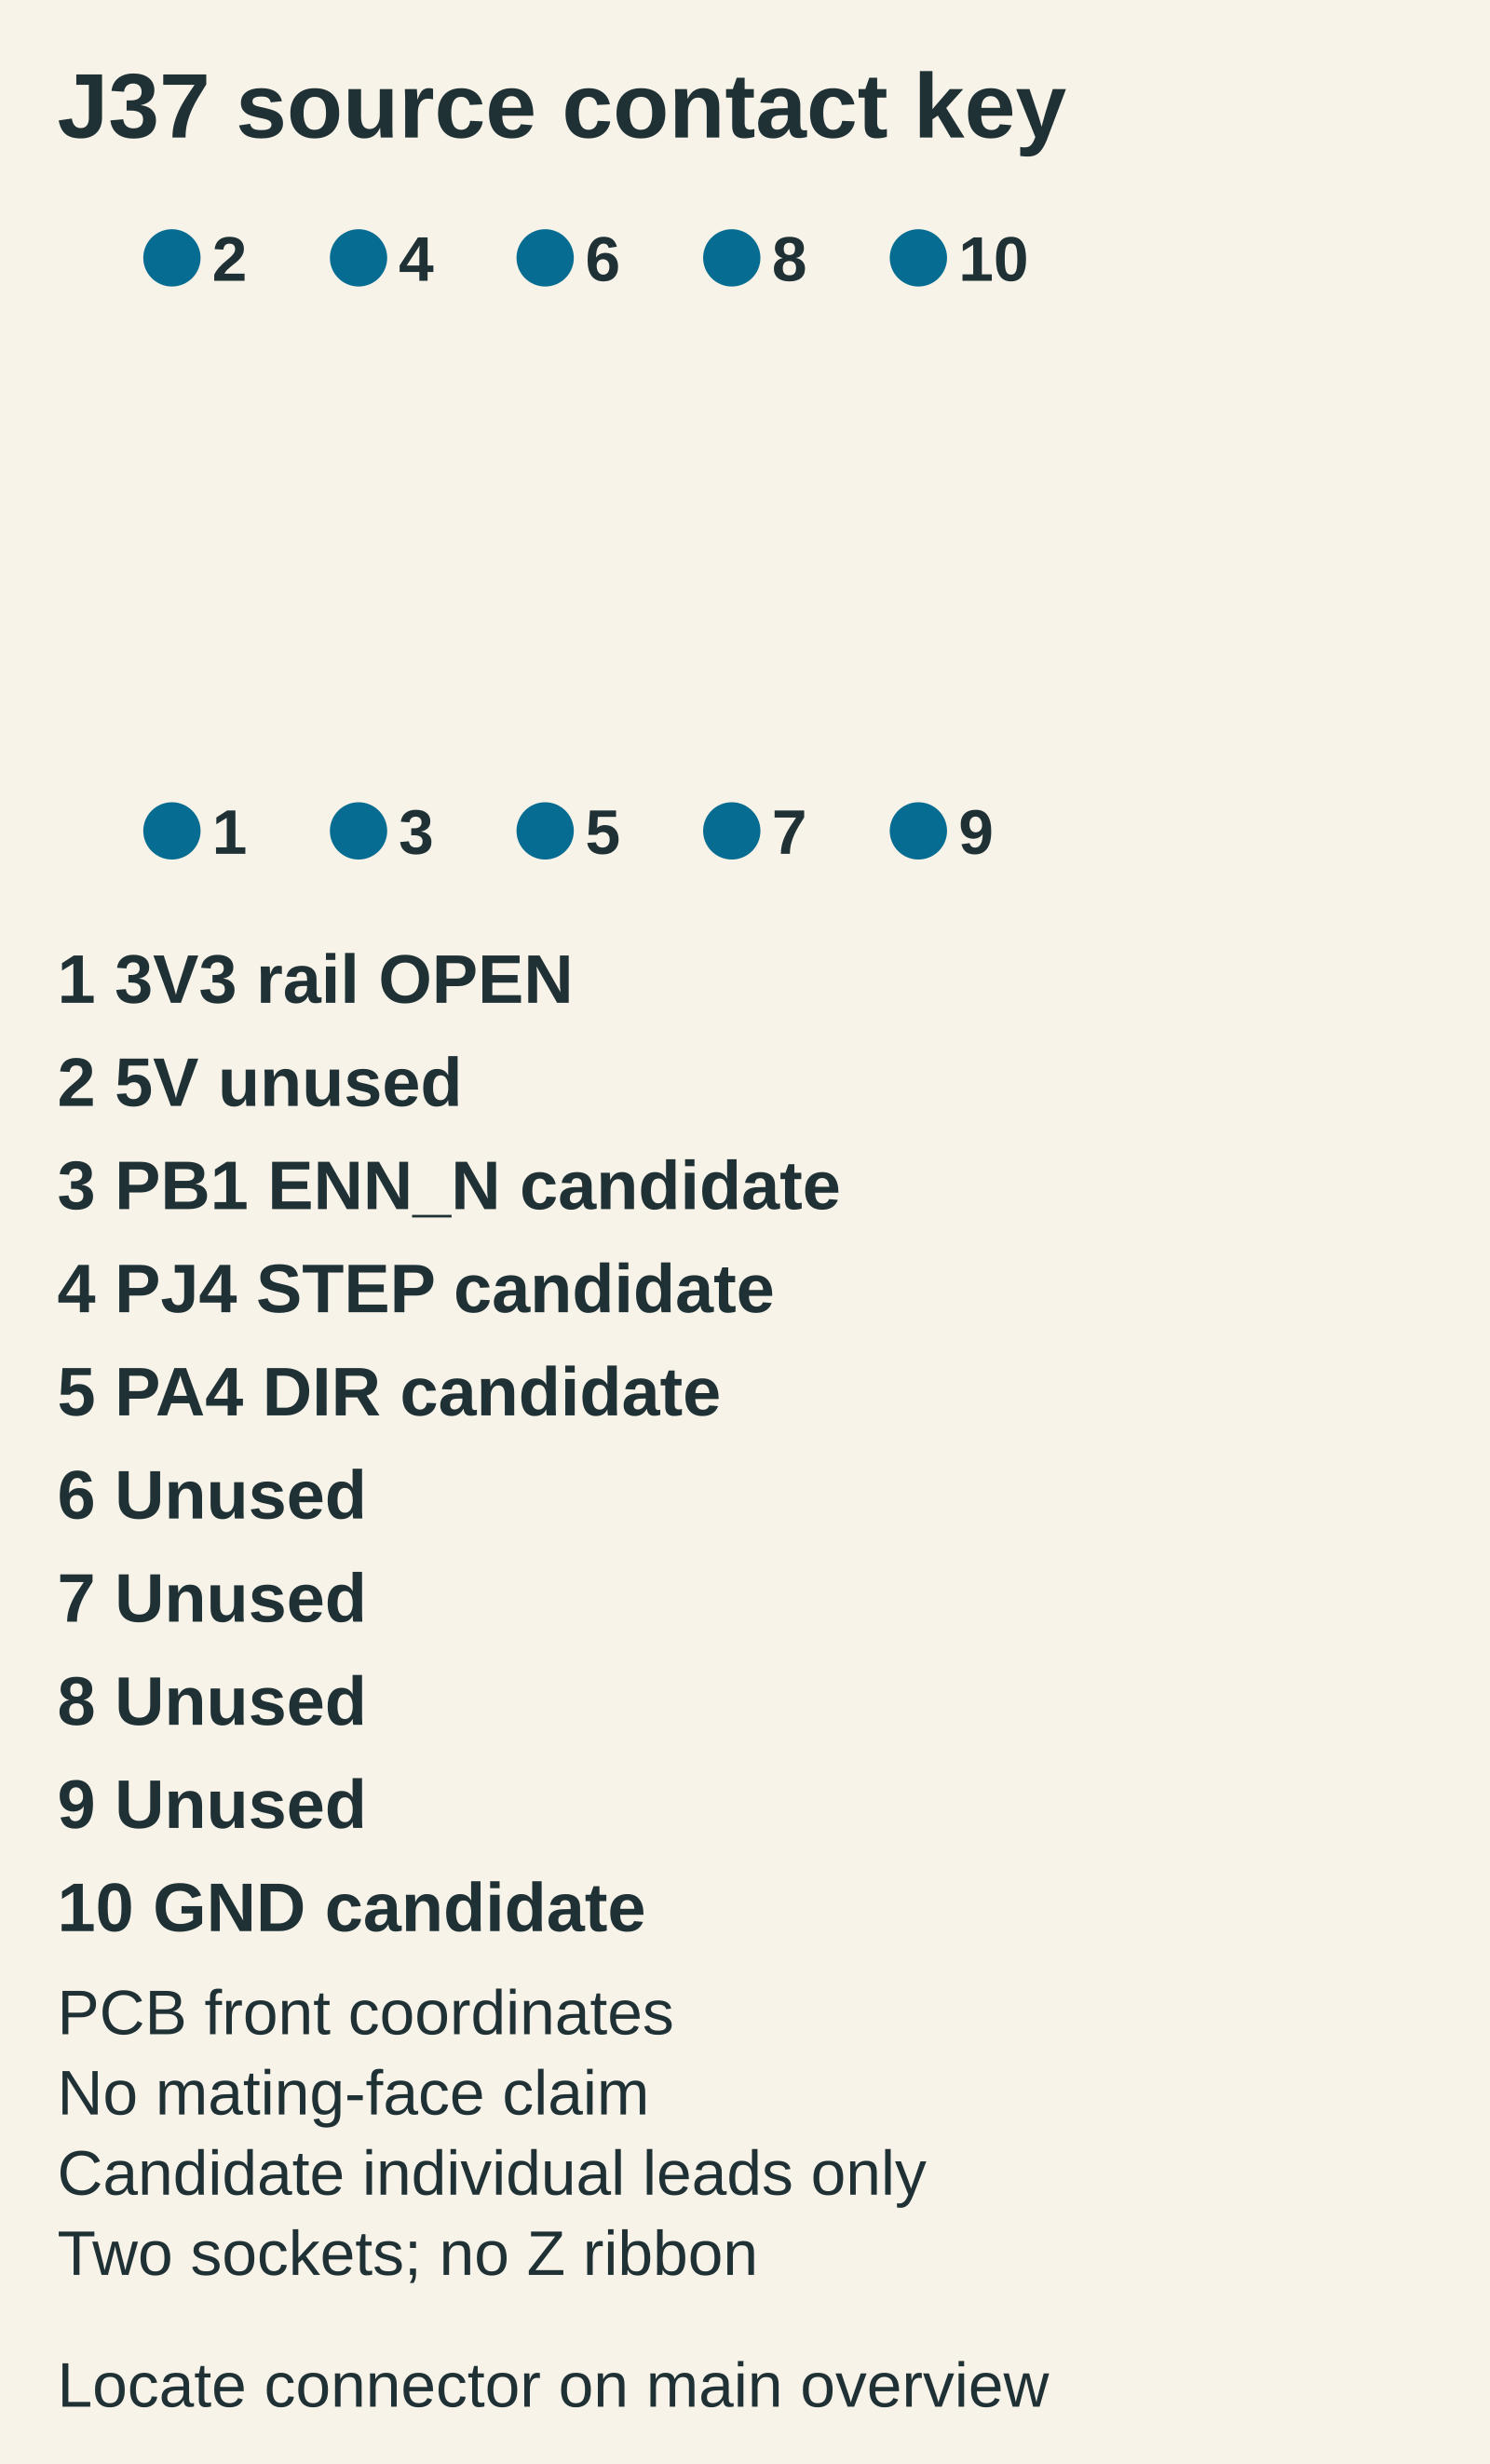 J37 source contact key
2 4 6 8 10
1 3 5 7 9
1 3V3 rail OPEN
2 5V unused
3 PB1 ENN_N candidate
4 PJ4 STEP candidate
5 PA4 DIR candidate
6 Unused
7 Unused
8 Unused
9 Unused
10 GND candidate
PCB front coordinates
No mating-face claim
Candidate individual leads only
Two sockets; no Z ribbon
Locate connector on main overview